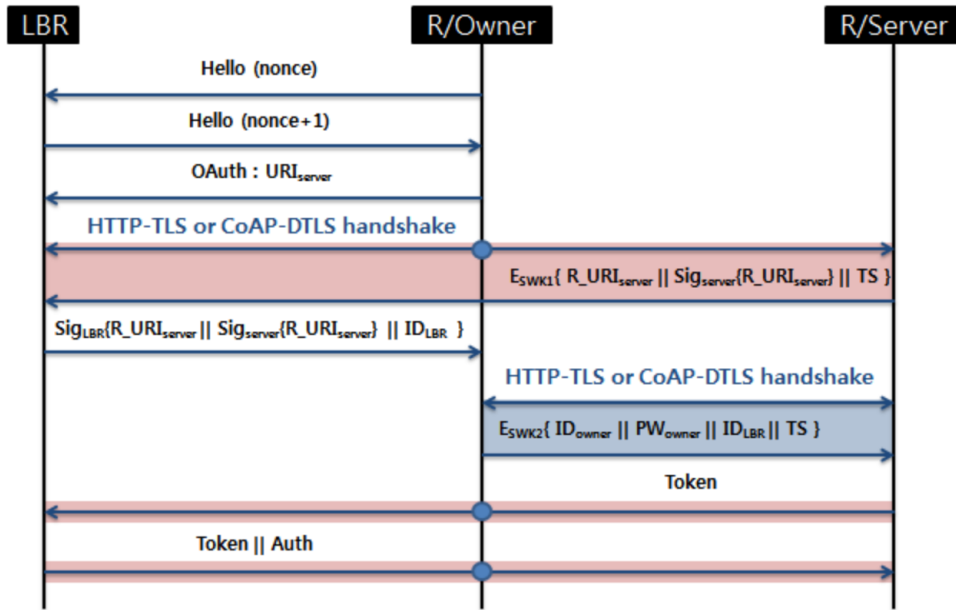 LBR R/Owner R/Server
Hello (nonce)
Hello (nonce+1)
OAuth : URIserver
HTTP-TLS or CoAP-DTLS handshake
ESWK1{ R_URIserver || Sigserver{R_URIserver} || TS }
SigLBR{R_URIserver || Sigserver{R_URIserver} || IDLBR }
HTTP-TLS or CoAP-DTLS handshake
ESWK2{ IDowner || PWowner || IDLBR || TS }
Token
Token || Auth